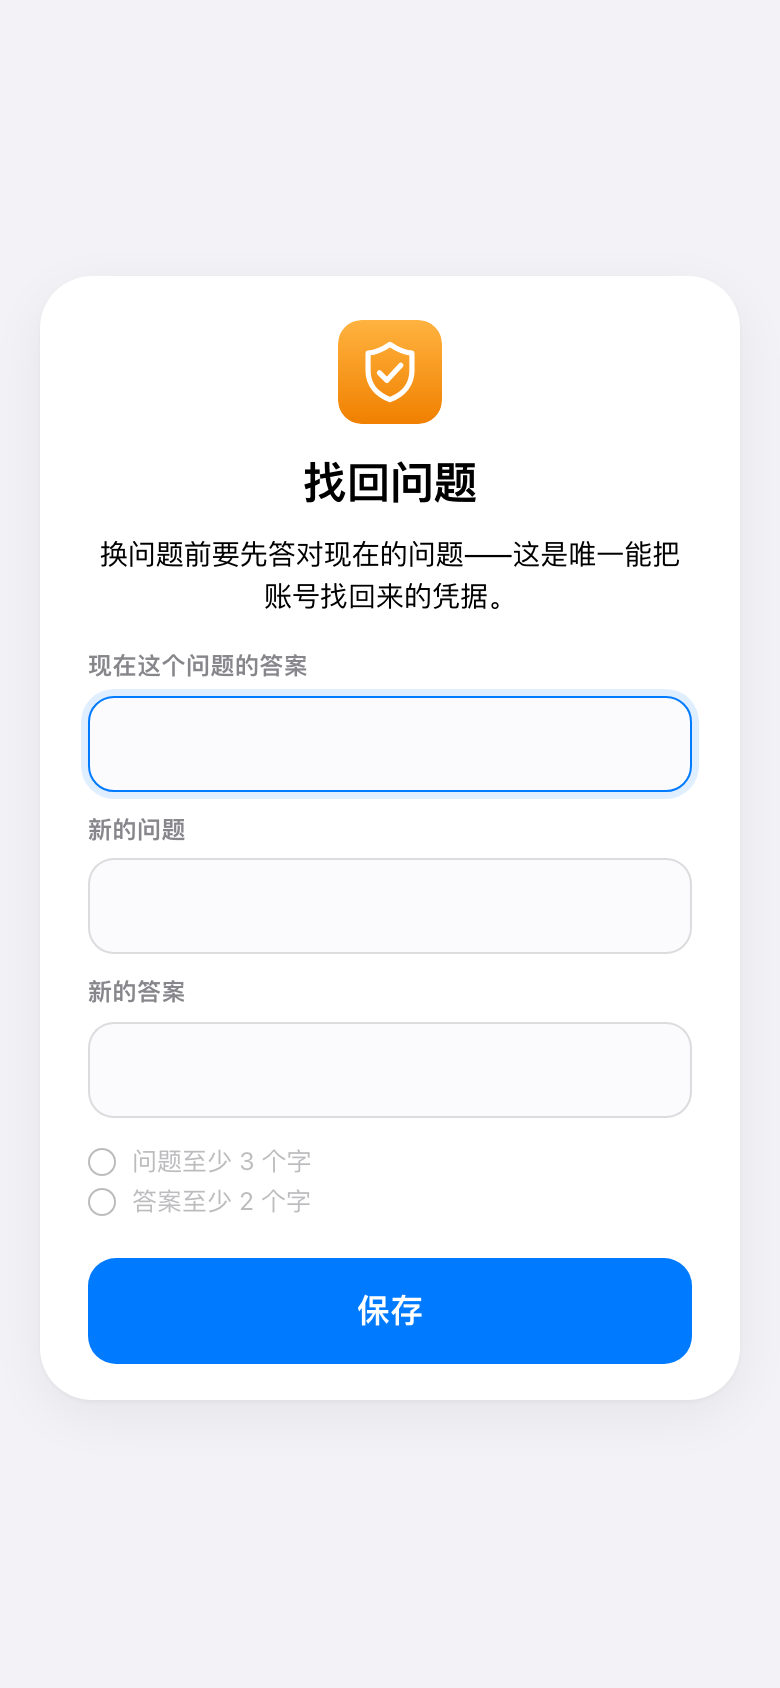 找回问题
换问题前要先答对现在的问题——这是唯一能把
账号找回来的凭据。
现在这个问题的答案
新的问题
新的答案
问题至少 3 个字
答案至少 2 个字
保存